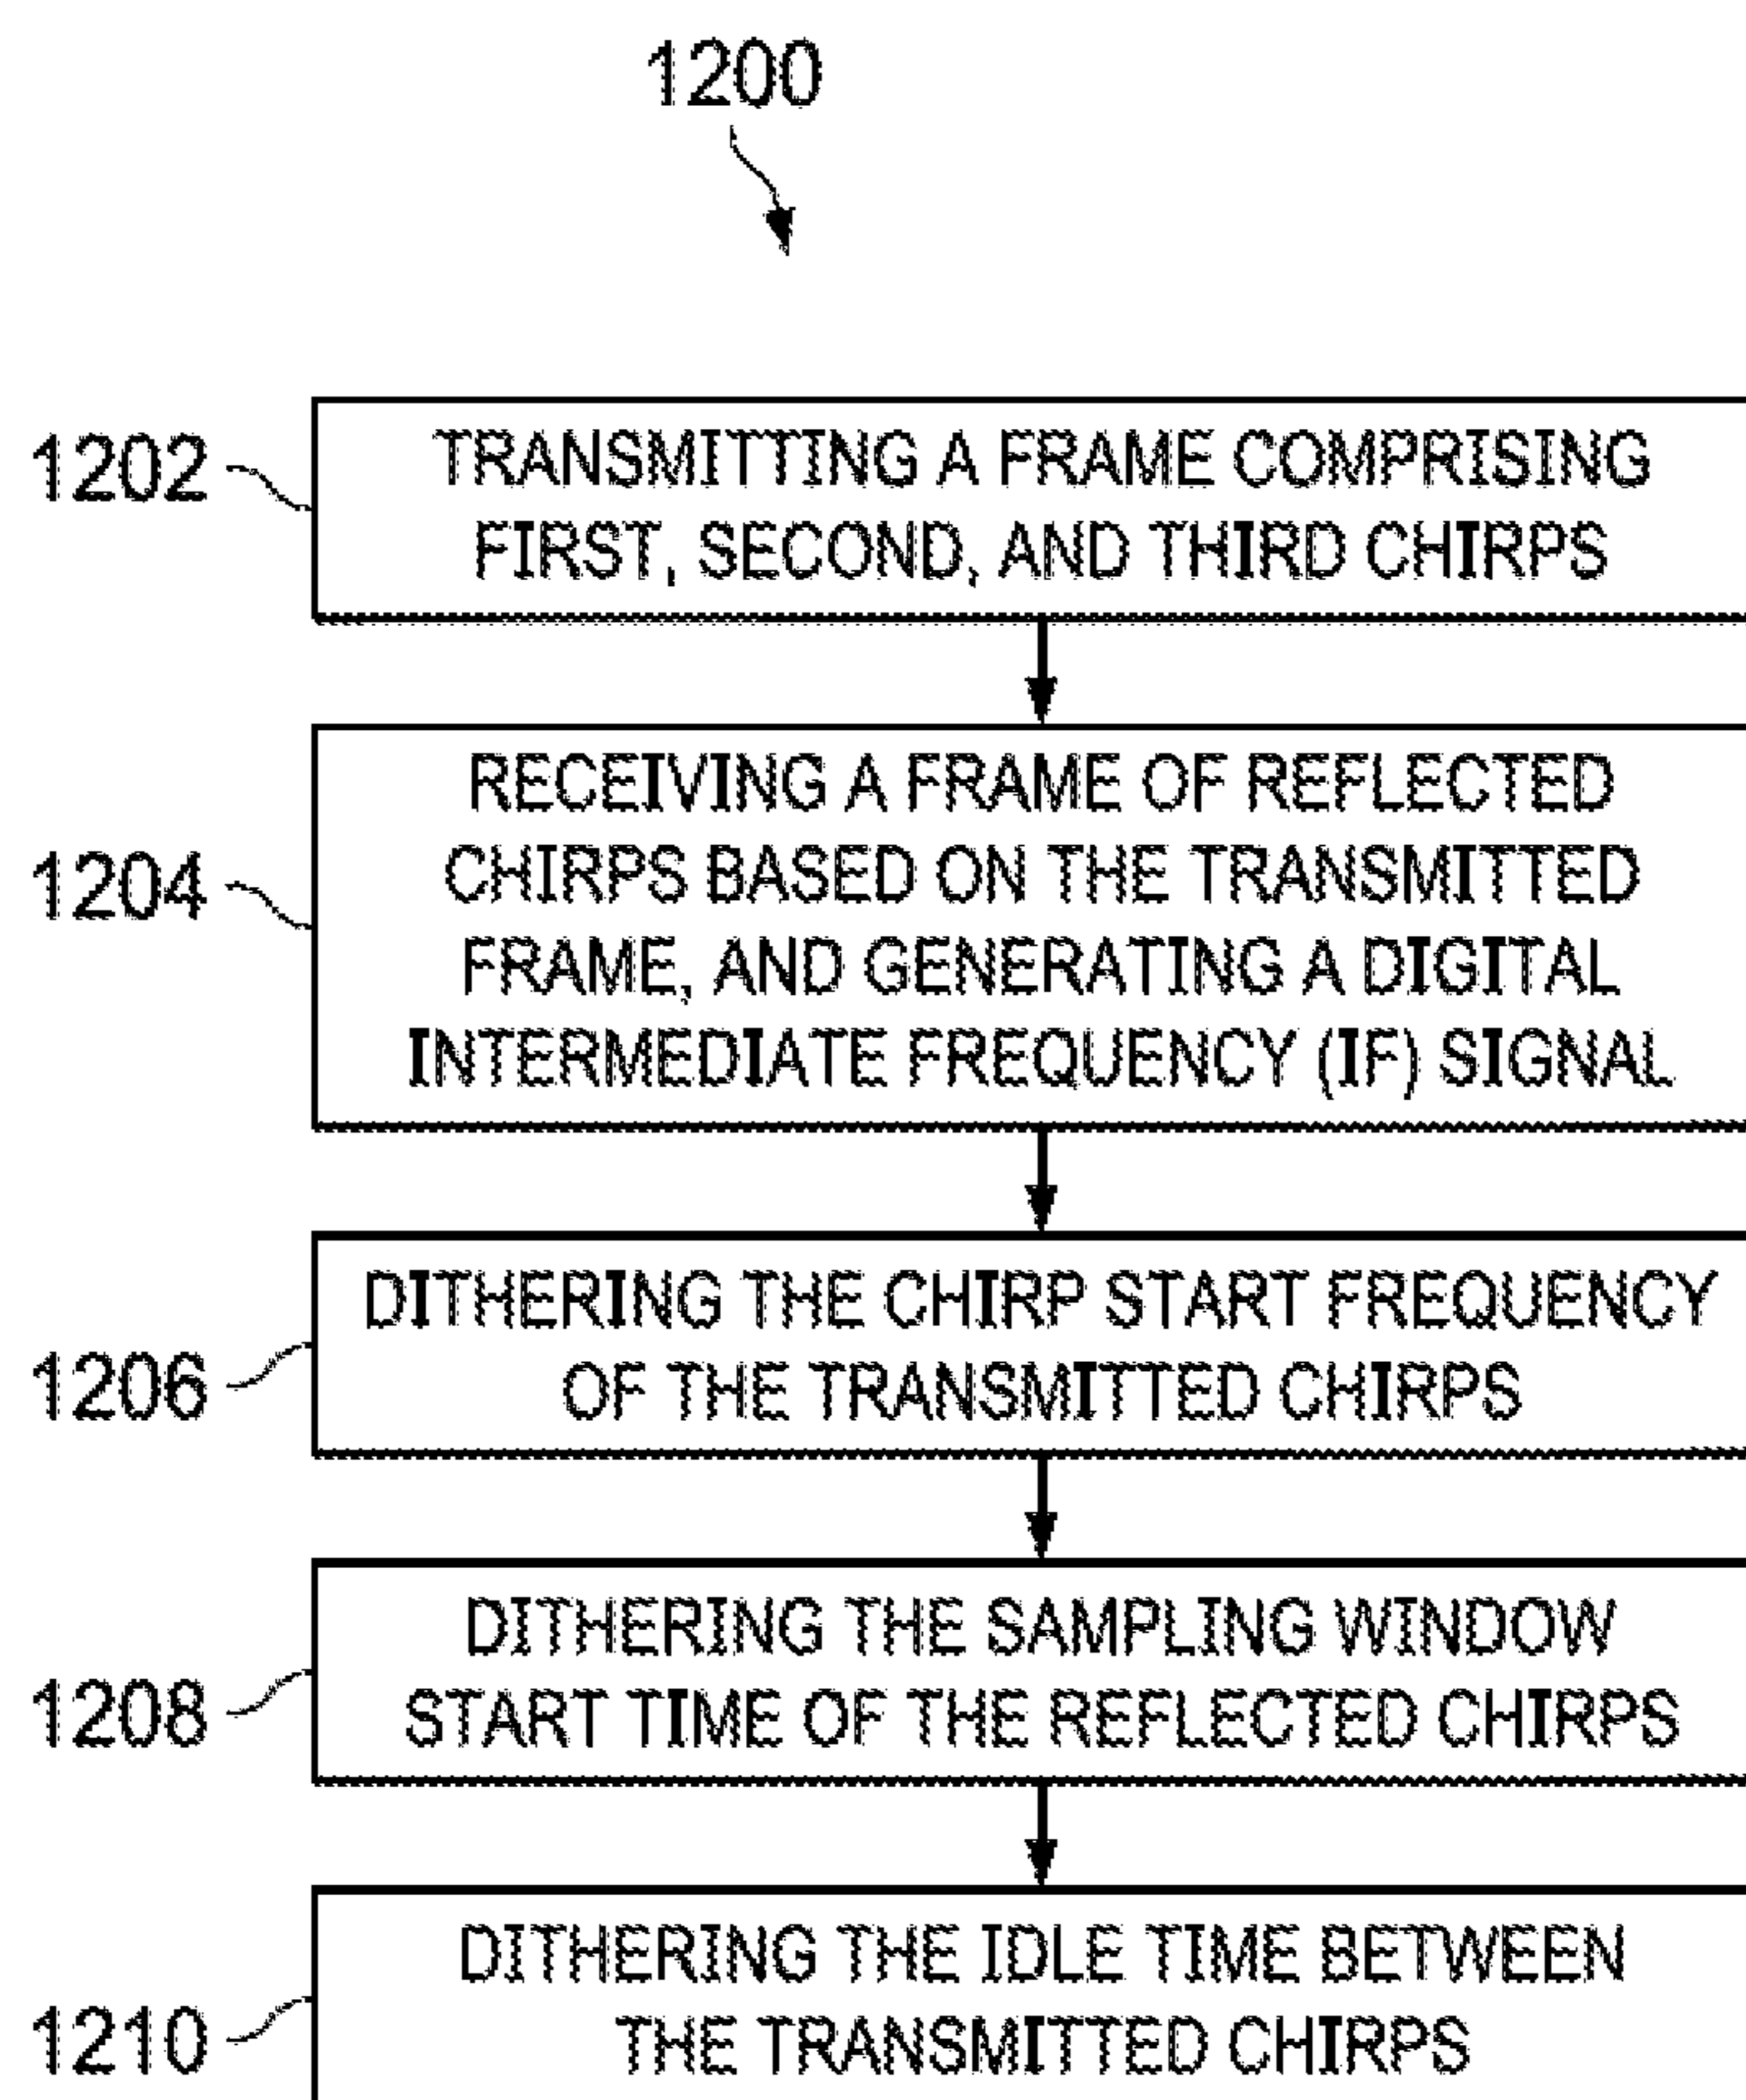 1200
1202
TRANSMITTING A FRAME COMPRISING
FIRST, SECOND, AND THIRD CHIRPS
1204
RECEIVING A FRAME OF REFLECTED
CHIRPS BASED ON THE TRANSMITTED
FRAME, AND GENERATING A DIGITAL
INTERMEDIATE FREQUENCY (IF) SIGNAL
1206
DITHERING THE CHIRP START FREQUENCY
OF THE TRANSMITTED CHIRPS
1208
DITHERING THE SAMPLING WINDOW
START TIME OF THE REFLECTED CHIRPS
1210
DITHERING THE IDLE TIME BETWEEN
THE TRANSMITTED CHIRPS